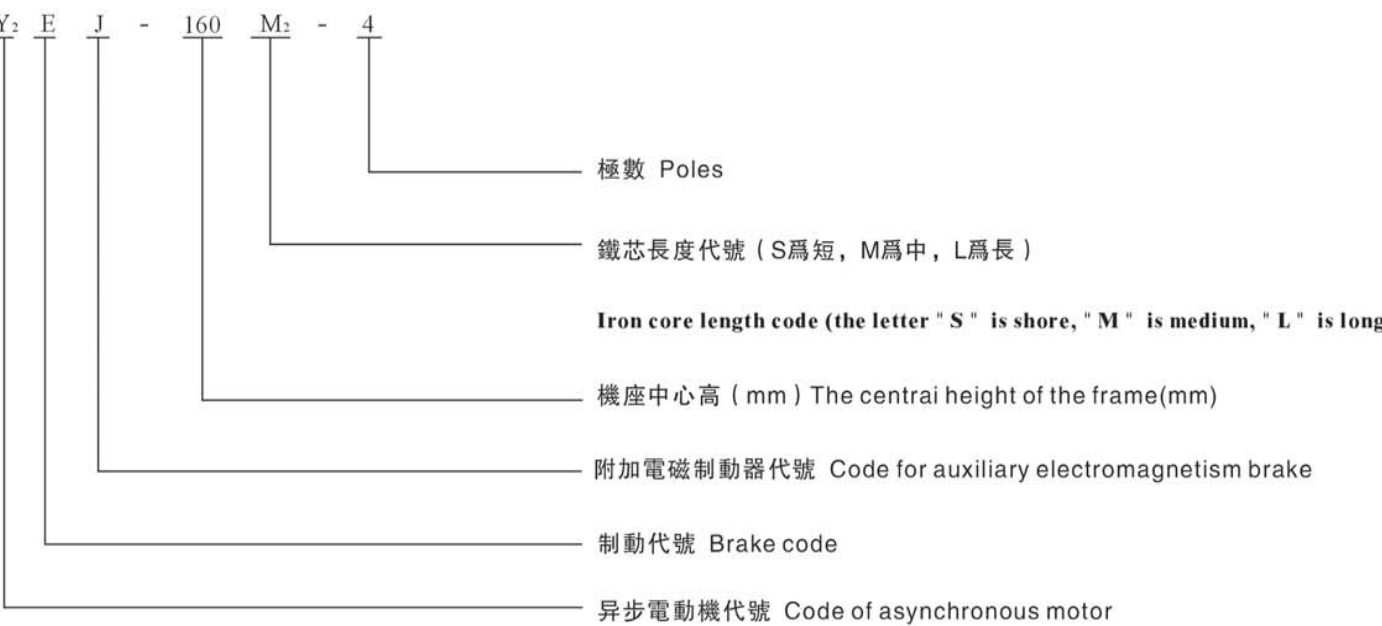 Y2 E J - 160 M2 - 4
極數 Poles
鐵芯長度代號（S爲短，M爲中，L爲長）
Iron core length code (the letter "S" is shore, "M" is medium, "L" is long
機座中心高（mm）The centrai height of the frame(mm)
附加電磁制動器代號 Code for auxiliary electromagnetism brake
制動代號 Brake code
异步電動機代號 Code of asynchronous motor